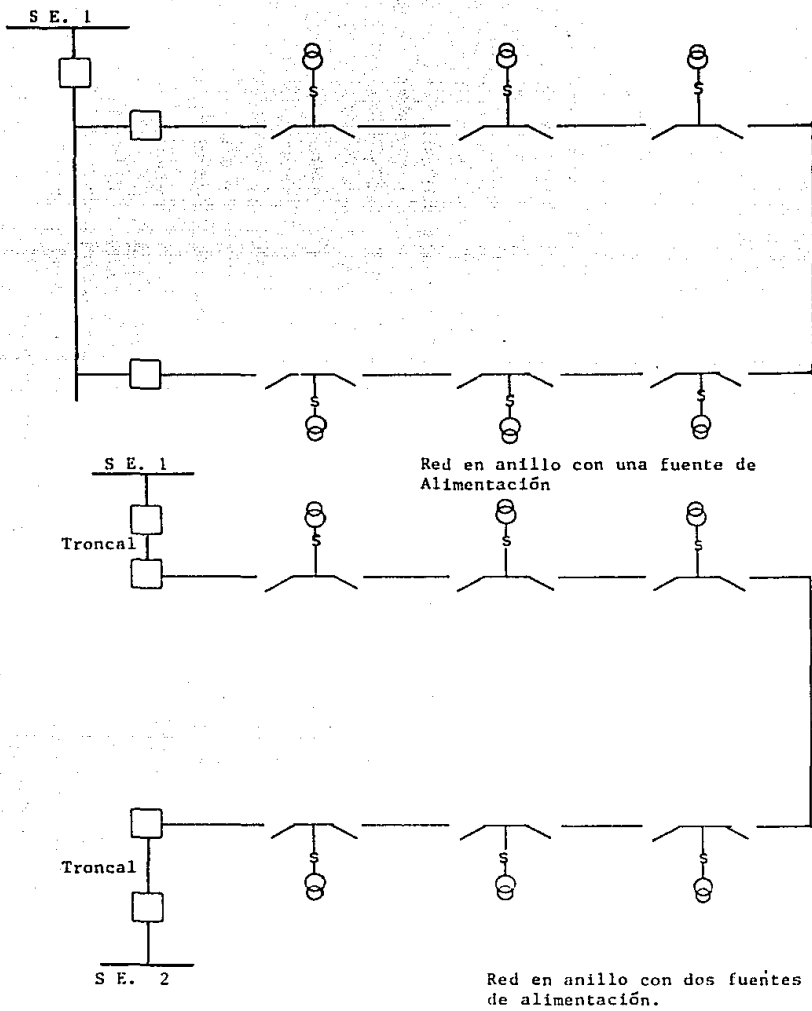 S E. 1
S
S
S
S
S
S
Red en anillo con una fuente de
Alimentación
S E. 1
Troncal
S
S
S
S
S
S
Troncal
S E. 2
Red en anillo con dos fuentes
de alimentación.